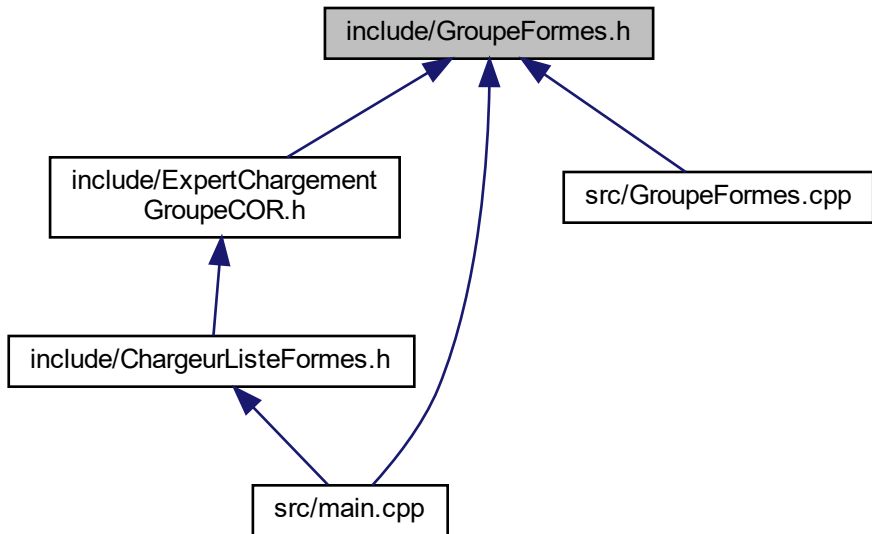 include/GroupeFormes.h
include/ExpertChargement
GroupeCOR.h
src/GroupeFormes.cpp
include/ChargeurListeFormes.h
src/main.cpp